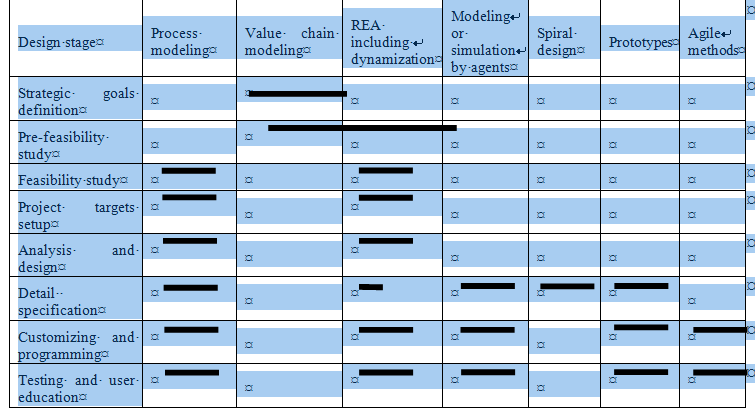 Design stage
Process modeling
Value chain modeling
REA including dynamization
Modeling or simulation by agents
Spiral design
Prototypes
Agile methods
Strategic goals
definition
Pre-feasibility
study
Feasibility study
Project targets
setup
Analysis and
design
Detail
specification
Customizing and
programming
Testing and user
education